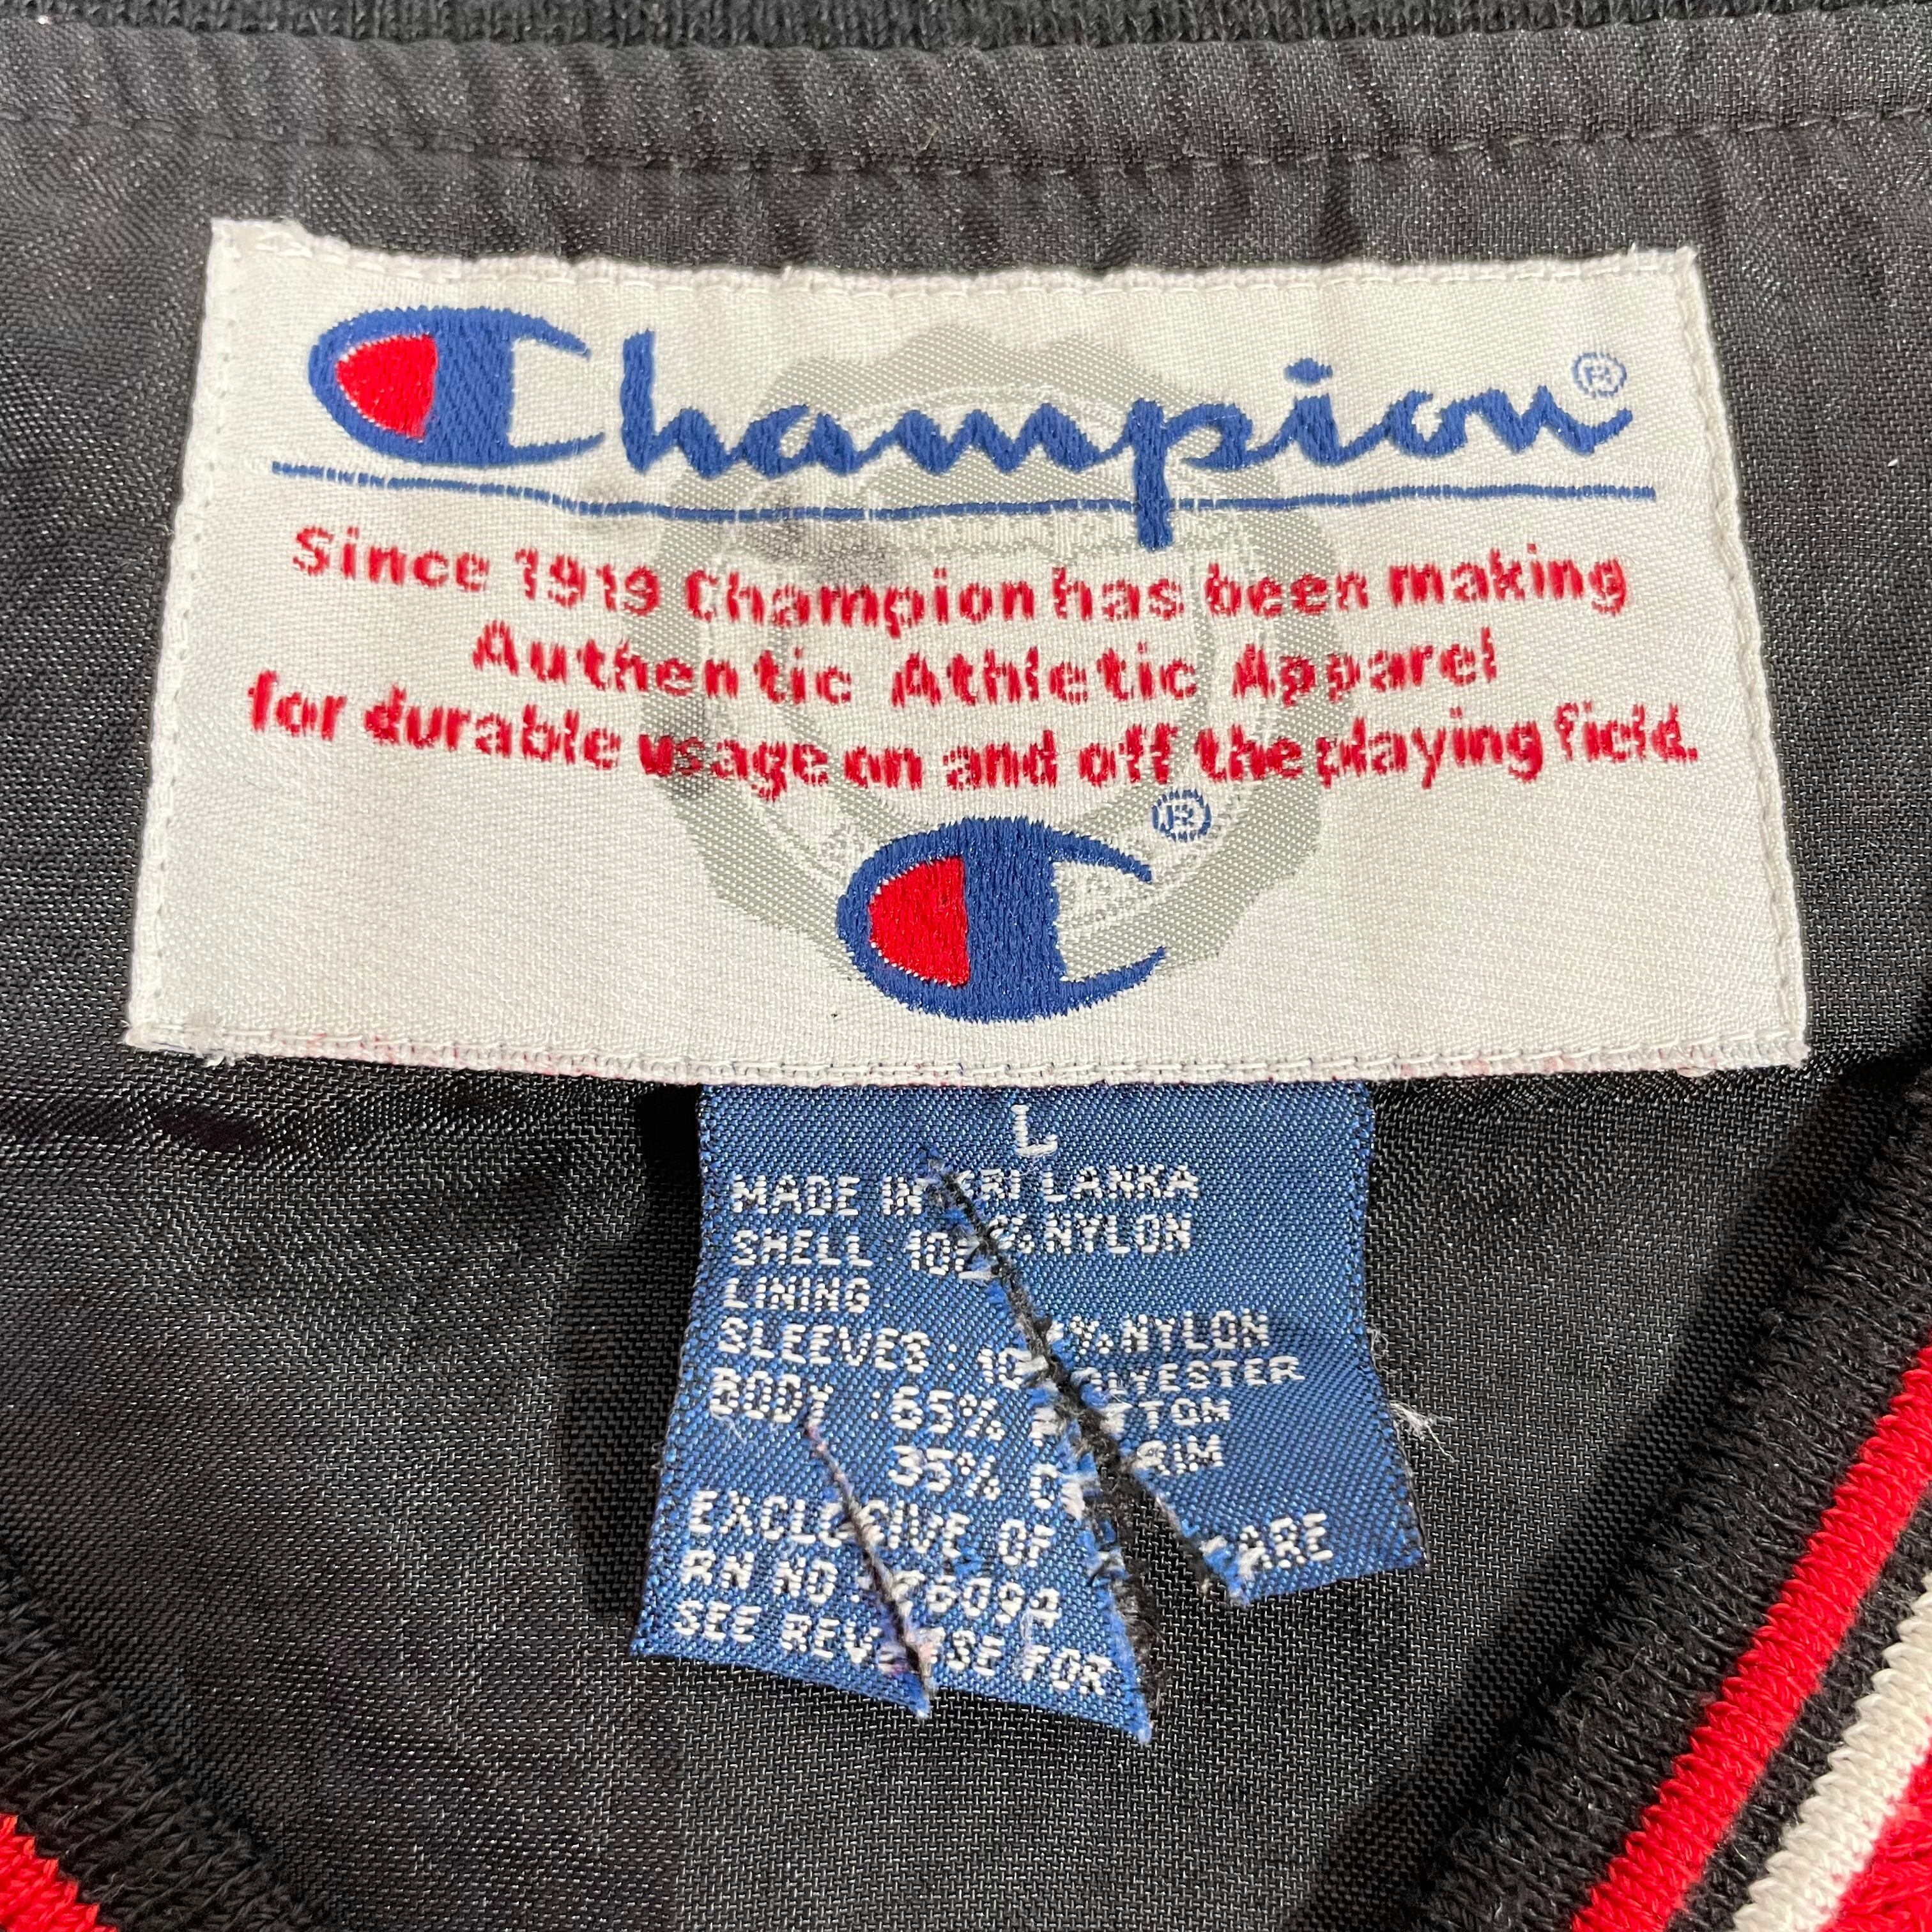 Champion®
Since 1919 Champion has been making
Authentic Athletic Apparel
for durable usage on and off the playing field.
®
L
MADE IN SRI LANKA
SHELL 100% NYLON
LINING
SLEEVES: 100% NYLON
BODY :65% POLYESTER
35% COTTON
EXCLUSIVE OF TRIM
RN NO 26094
SEE REVERSE FOR CARE